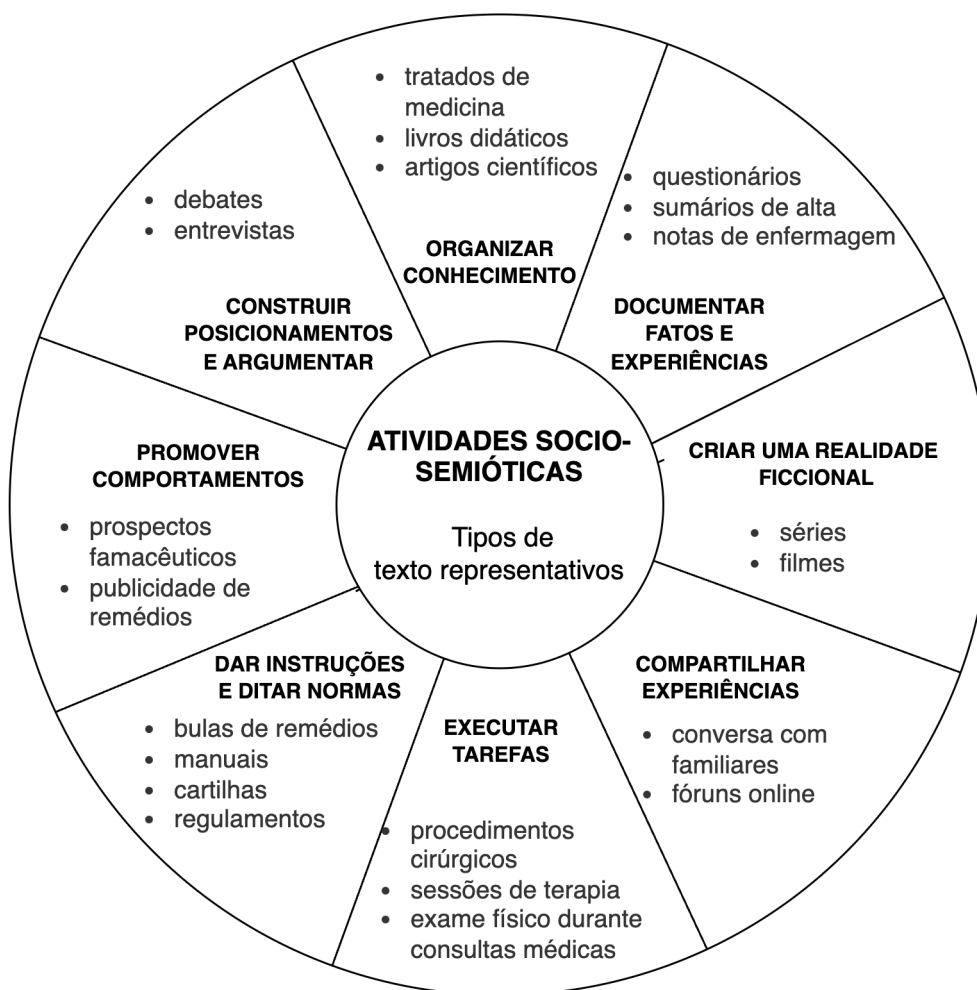 ATIVIDADES SOCIO-
SEMIÓTICAS
Tipos de
texto representativos
• tratados de
medicina
• livros didáticos
• artigos científicos
ORGANIZAR
CONHECIMENTO
• questionários
• sumários de alta
• notas de enfermagem
DOCUMENTAR
FATOS E
EXPERIÊNCIAS
CRIAR UMA REALIDADE
FICCIONAL
• séries
• filmes
COMPARTILHAR
EXPERIÊNCIAS
• conversa com
familiares
• fóruns online
EXECUTAR
TAREFAS
• procedimentos
cirúrgicos
• sessões de terapia
• exame físico durante
consultas médicas
DAR INSTRUÇÕES
E DITAR NORMAS
• bulas de remédios
• manuais
• cartilhas
• regulamentos
PROMOVER
COMPORTAMENTOS
• prospectos
famacêuticos
• publicidade de
remédios
• debates
• entrevistas
CONSTRUIR
POSICIONAMENTOS
E ARGUMENTAR